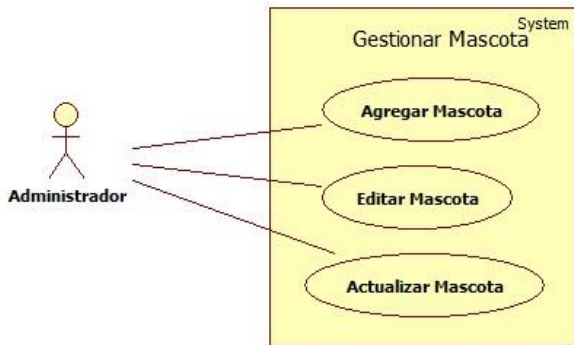 System
Gestionar Mascota
Agregar Mascota
Administrador
Editar Mascota
Actualizar Mascota